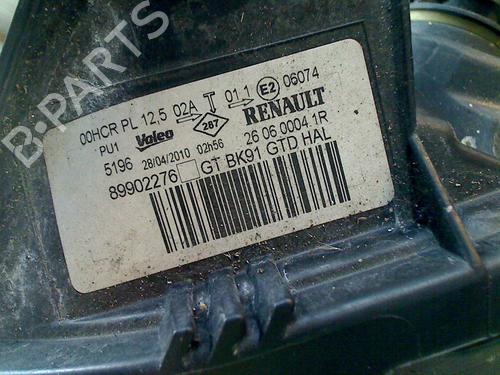 B-PARTS
00HCR PL 12,5 02A T 01 1 E2 06074
PU1 Valeo 287 RENAULT
5196 28/04/2010 02h56 26 06 0004 1R
89902276 GT BK91 GTD HAL